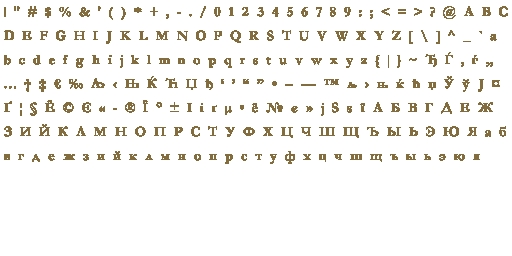 ! " # $ % & ' ( ) * + , - . / 0 1 2 3 4 5 6 7 8 9 : ; < = > ? @ A B C
D E F G H I J K L M N O P Q R S T U V W X Y Z [ \ ] ^ _ ` a
b c d e f g h i j k l m n o p q r s t u v w x y z { | } ~ Ђ Ѓ ‚ ѓ „
… † ‡ € ‰ Љ ‹ Њ Ќ Ћ Џ ђ ‘ ’ “ ” • – — ™ љ › њ ќ ћ џ Ў ў Ј ¤
Ґ ¦ § Ё © Є « - ® Ї ° ± І і ґ µ · ё № є » ј Ѕ ѕ ї А Б В Г Д Е Ж
З И Й К Л М Н О П Р С Т У Ф Х Ц Ч Ш Щ Ъ Ы Ь Э Ю Я а б
в г д е ж з и й к л м н о п р с т у ф х ц ч ш щ ъ ы ь э ю я